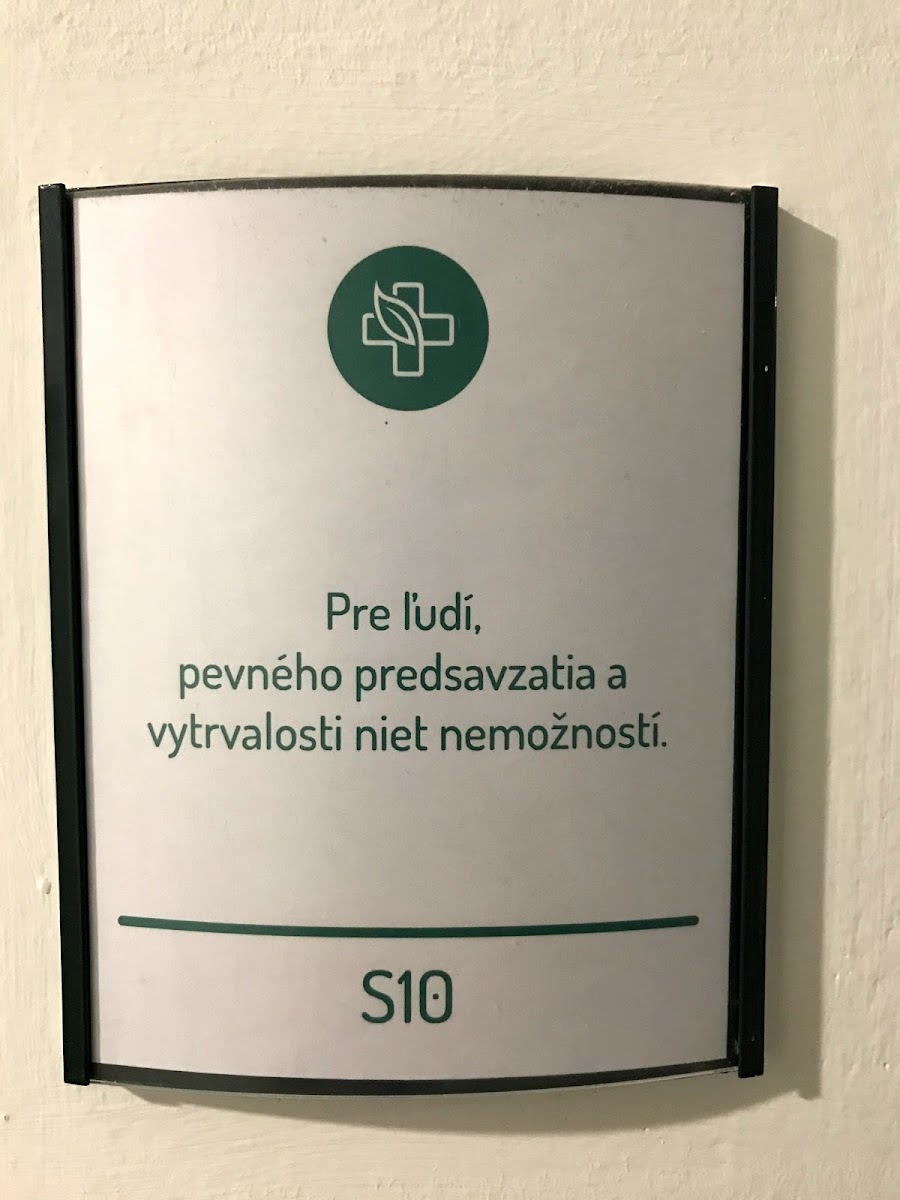 Pre ľudí,
pevného predsavzatia a
vytrvalosti niet nemožností.
S10